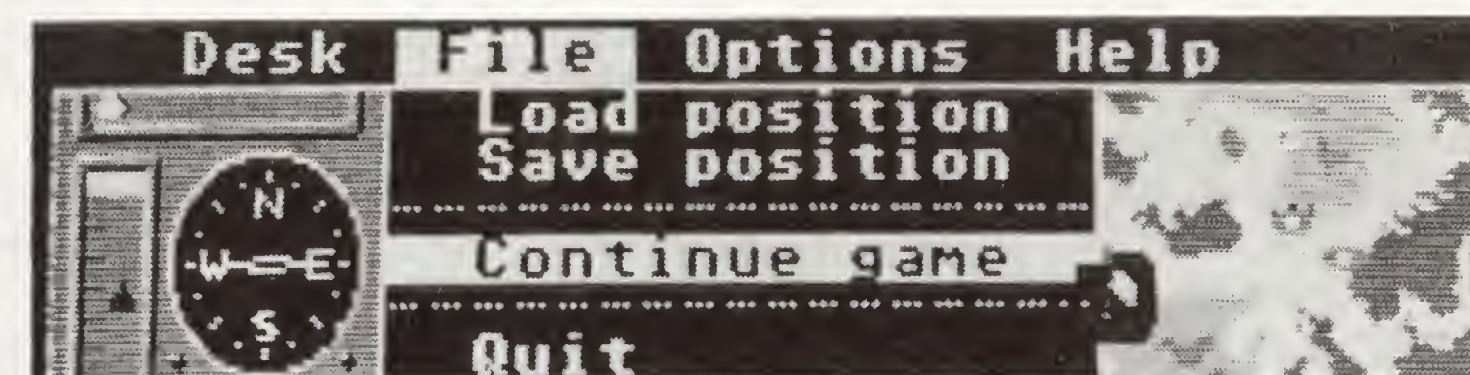 Desk File Options Help
Load position
Save position
N
Continue game
W E
S
Quit